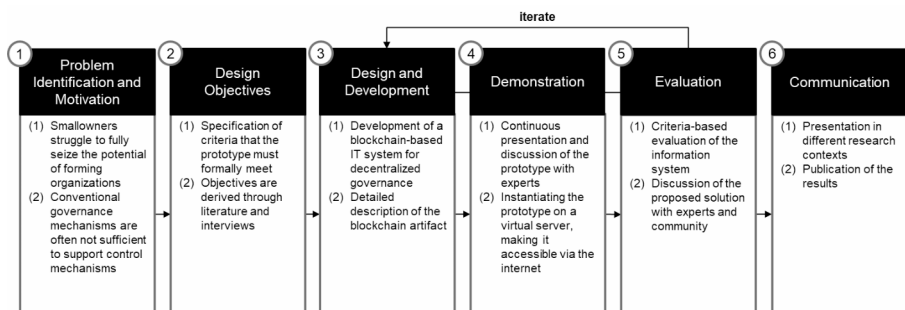 iterate
1
Problem
Identification and
Motivation
(1) Smallowners
struggle to fully
seize the potential
of forming
organizations
(2) Conventional
governance
mechanisms are
often not sufficient
to support control
mechanisms
2
Design
Objectives
(1) Specification of
criteria that the
prototype must
formally meet
(2) Objectives are
derived through
literature and
interviews
3
Design and
Development
(1) Development of a
blockchain-based
IT system for
decentralized
governance
(2) Detailed
description of the
blockchain artifact
4
Demonstration
(1) Continuous
presentation and
discussion of the
prototype with
experts
(2) Instantiating the
prototype on a
virtual server,
making it
accessible via the
internet
5
Evaluation
(1) Criteria-based
evaluation of the
information
system
(2) Discussion of the
proposed solution
with experts and
community
6
Communication
(1) Presentation in
different research
contexts
(2) Publication of the
results